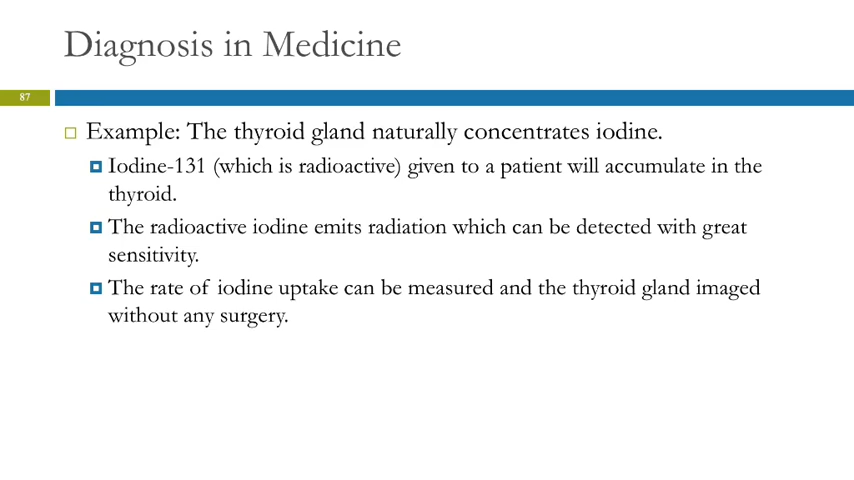 Diagnosis in Medicine
87
Example: The thyroid gland naturally concentrates iodine.
Iodine-131 (which is radioactive) given to a patient will accumulate in the
thyroid.
The radioactive iodine emits radiation which can be detected with great
sensitivity.
The rate of iodine uptake can be measured and the thyroid gland imaged
without any surgery.